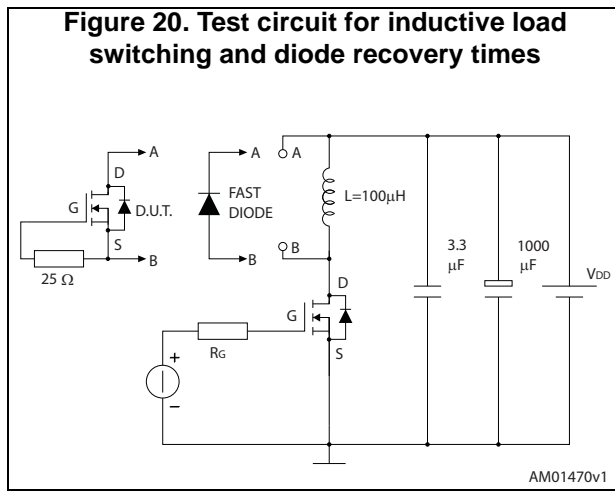 Figure 20. Test circuit for inductive load
switching and diode recovery times
A
D
G
D.U.T.
S
B
25 Ω
A
FAST
DIODE
B
A
B
L=100μH
D
G
S
RG
+
−
3.3
μF
1000
μF
VDD
AM01470v1